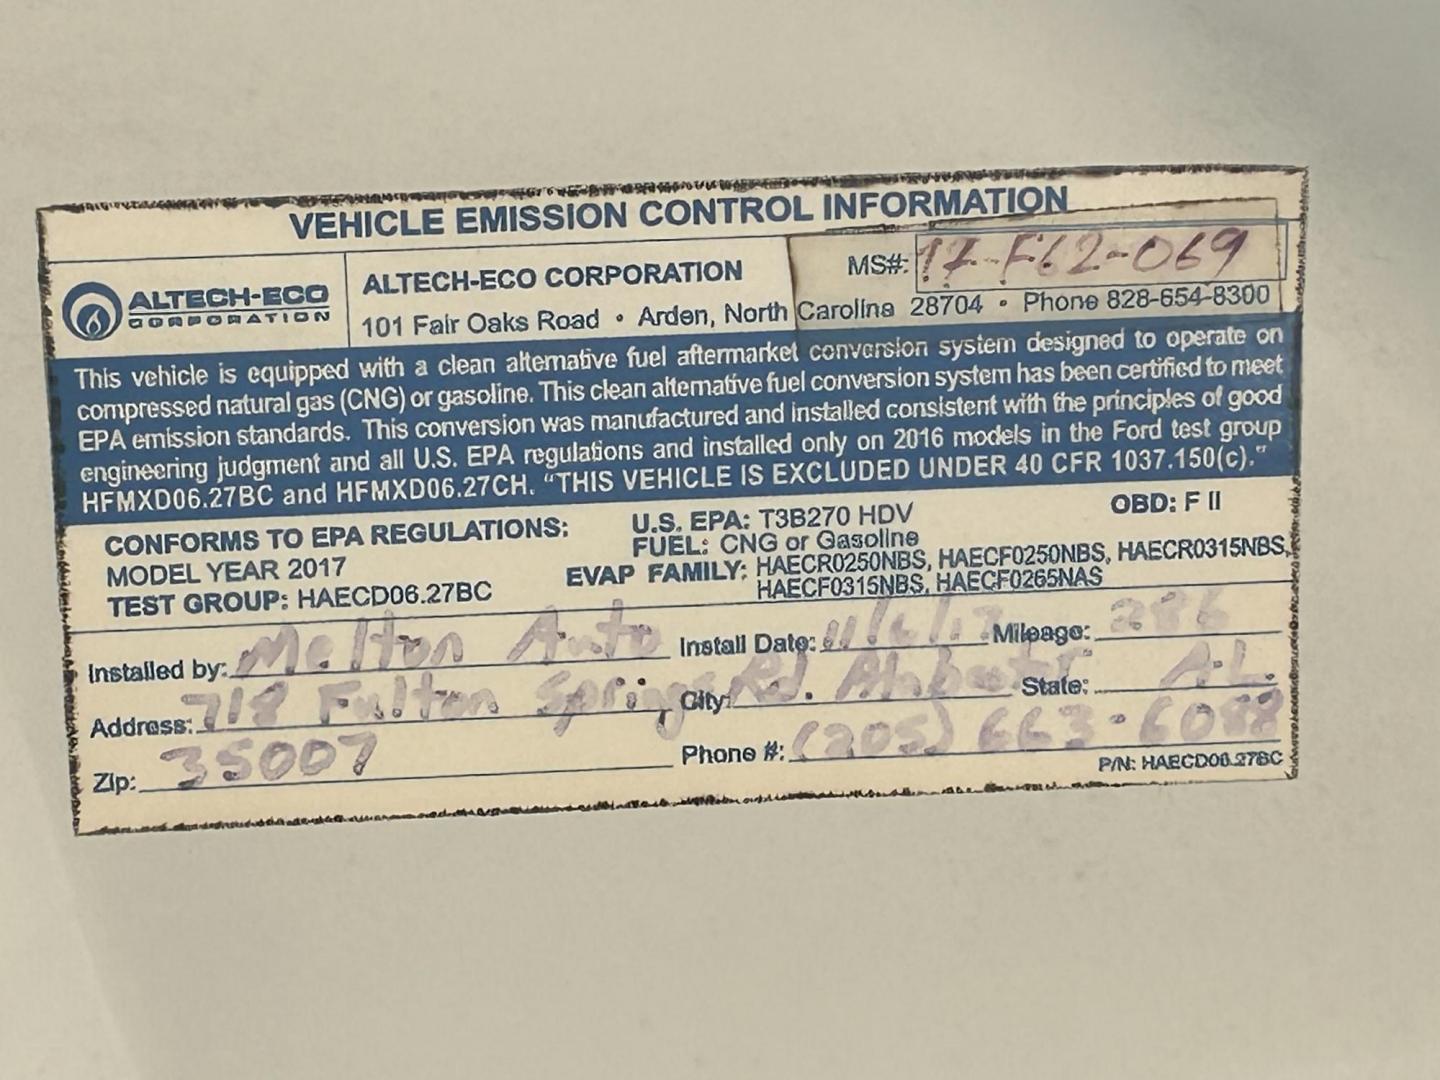 VEHICLE EMISSION CONTROL INFORMATION
ALTECH-ECO
CORPORATION
ALTECH-ECO CORPORATION
MS#: 17-F62-069
101 Fair Oaks Road • Arden, North Carolina 28704 • Phone 828-654-8300
This vehicle is equipped with a clean alternative fuel aftermarket conversion system designed to operate on
compressed natural gas (CNG) or gasoline. This clean alternative fuel conversion system has been certified to meet
EPA emission standards. This conversion was manufactured and installed consistent with the principles of good
engineering judgment and all U.S. EPA regulations and installed only on 2016 models in the Ford test group
HFMXD06.27BC and HFMXD06.27CH. "THIS VEHICLE IS EXCLUDED UNDER 40 CFR 1037.150(c)."
CONFORMS TO EPA REGULATIONS:
MODEL YEAR 2017
TEST GROUP: HAECD06.27BC
U.S. EPA: T3B270 HDV
OBD: F II
FUEL: CNG or Gasoline
EVAP FAMILY: HAECR0250NBS, HAECF0250NBS, HAECR0315NBS,
HAECF0315NBS, HAECF0265NAS
Installed by: Melton Auto Install Date: 11/6/17 Mileage: 286
Address: 718 Fulton Springs Rd. City: State: AL
Zip: 35007 Phone #: (205) 663-6088
P/N: HAECD06.27BC